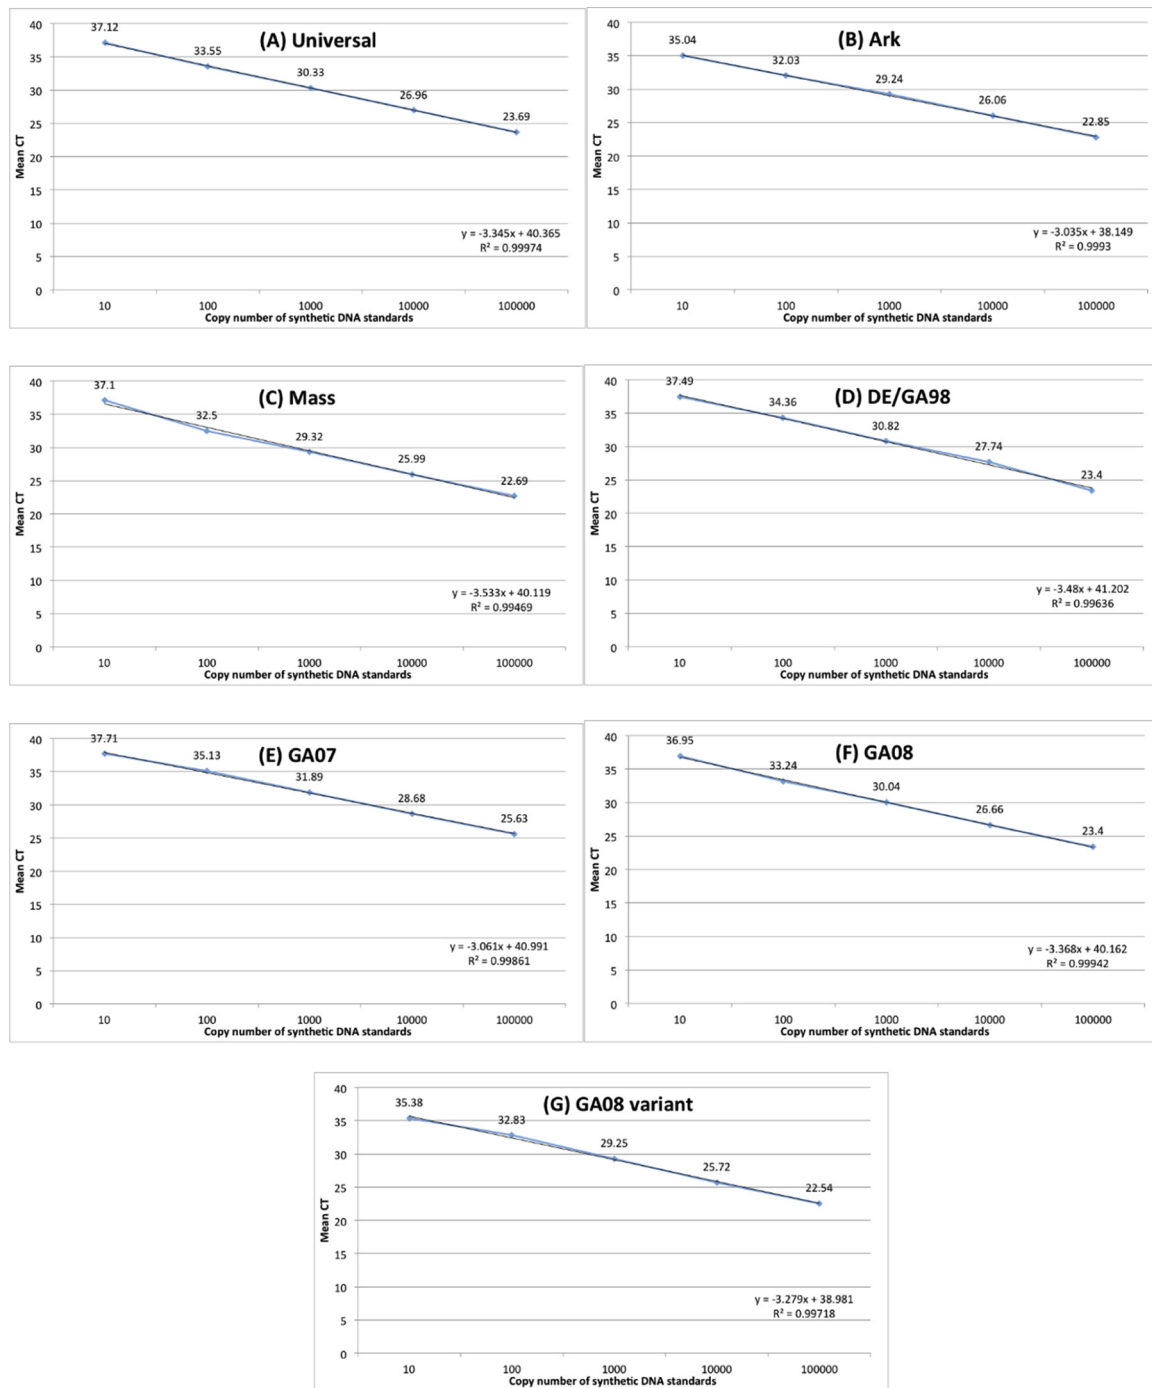 (A) Universal
Mean CT
40
35
30
25
20
15
10
5
0
37.12
33.55
30.33
26.96
23.69
y = -3.345x + 40.365
R² = 0.99974
10 100 1000 10000 100000
Copy number of synthetic DNA standards
(B) Ark
Mean CT
40
35
30
25
20
15
10
5
0
35.04
32.03
29.24
26.06
22.85
y = -3.035x + 38.149
R² = 0.9993
10 100 1000 10000 100000
Copy number of synthetic DNA standards
(C) Mass
Mean CT
40
35
30
25
20
15
10
5
0
37.1
32.5
29.32
25.99
22.69
y = -3.533x + 40.119
R² = 0.99469
10 100 1000 10000 100000
Copy number of synthetic DNA standards
(D) DE/GA98
Mean CT
40
35
30
25
20
15
10
5
0
37.49
34.36
30.82
27.74
23.4
y = -3.48x + 41.202
R² = 0.99636
10 100 1000 10000 100000
Copy number of synthetic DNA standards
(E) GA07
Mean CT
40
35
30
25
20
15
10
5
0
37.71
35.13
31.89
28.68
25.63
y = -3.061x + 40.991
R² = 0.99861
10 100 1000 10000 100000
Copy number of synthetic DNA standards
(F) GA08
Mean CT
40
35
30
25
20
15
10
5
0
36.95
33.24
30.04
26.66
23.4
y = -3.368x + 40.162
R² = 0.99942
10 100 1000 10000 100000
Copy number of synthetic DNA standards
(G) GA08 variant
Mean CT
40
35
30
25
20
15
10
5
0
35.38
32.83
29.25
25.72
22.54
y = -3.279x + 38.981
R² = 0.99718
10 100 1000 10000 100000
Copy number of synthetic DNA standards